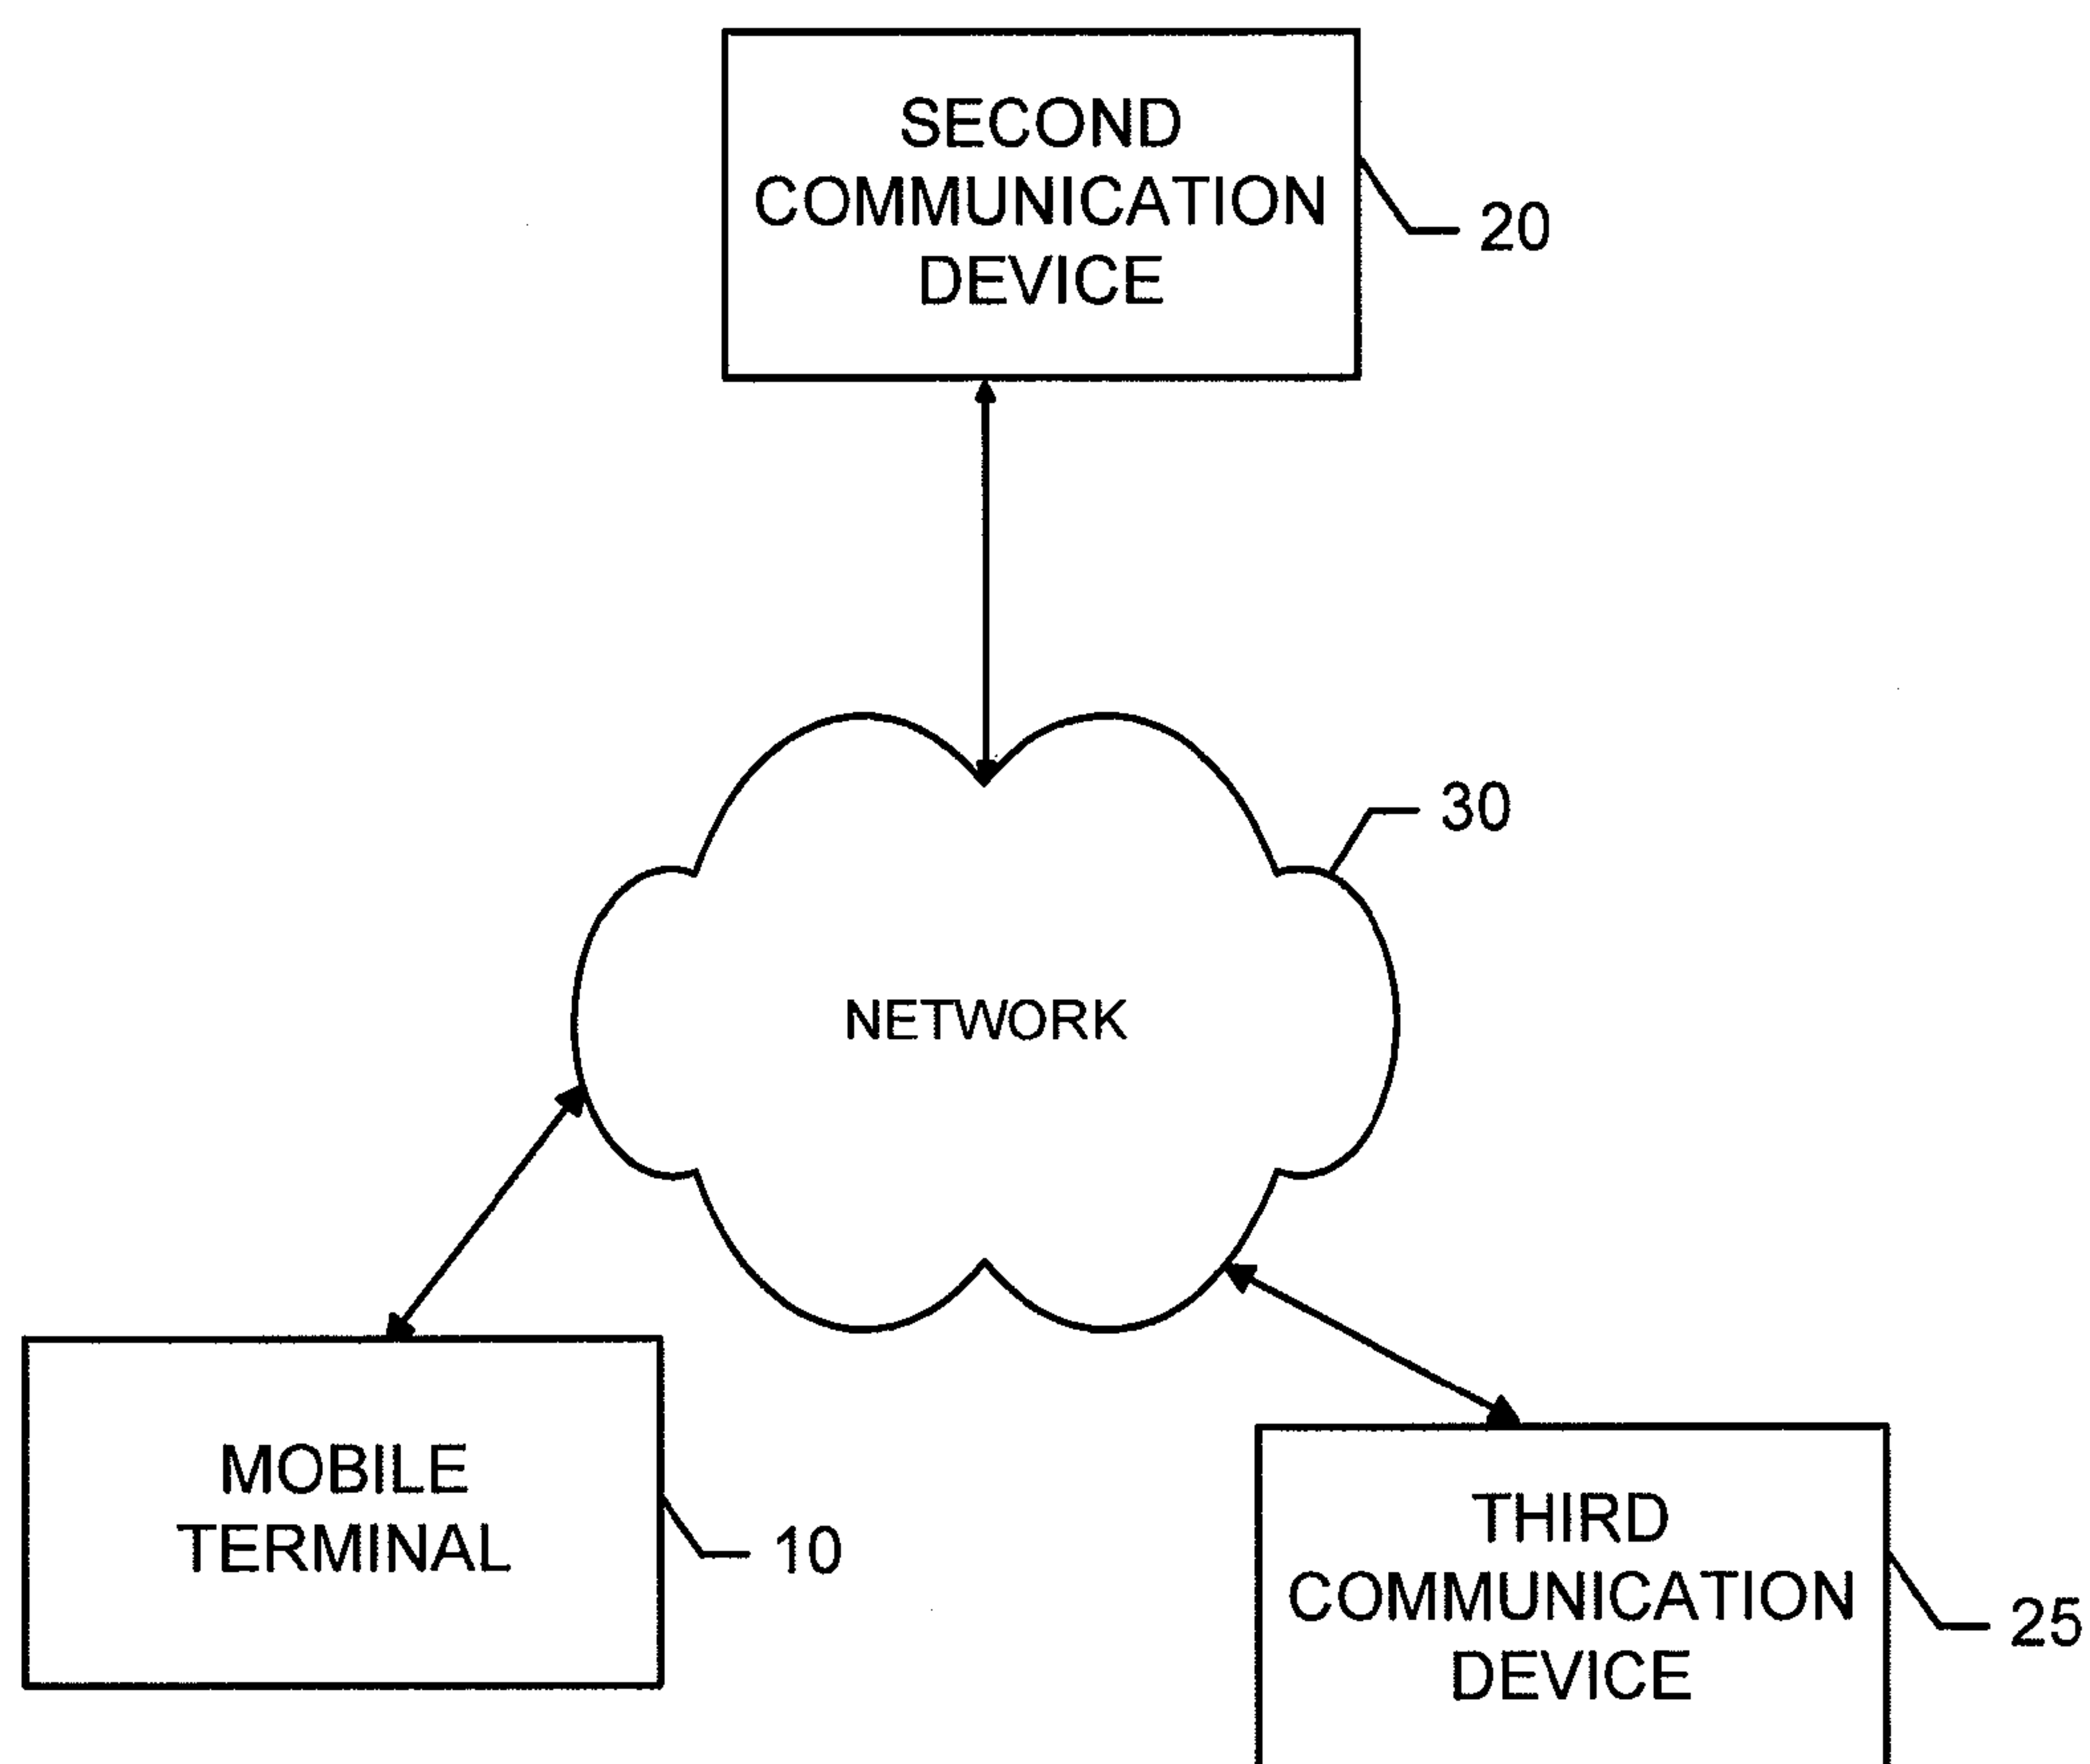 SECOND
COMMUNICATION
DEVICE
20
30
NETWORK
MOBILE
TERMINAL
10
THIRD
COMMUNICATION
DEVICE
25